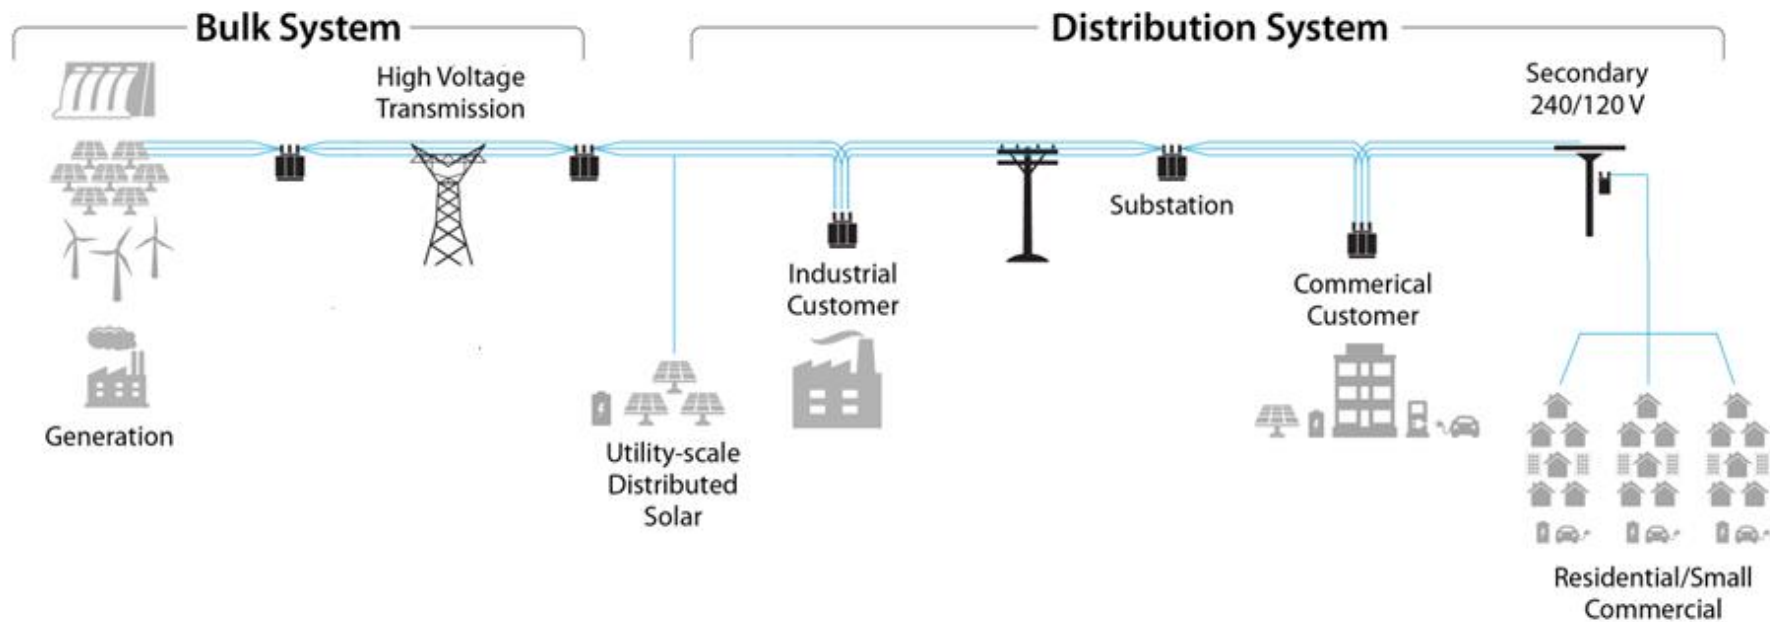 Bulk System
Distribution System
High Voltage
Transmission
Secondary
240/120 V
Substation
Industrial
Customer
Commerical
Customer
Generation
Utility-scale
Distributed
Solar
Residential/Small
Commercial